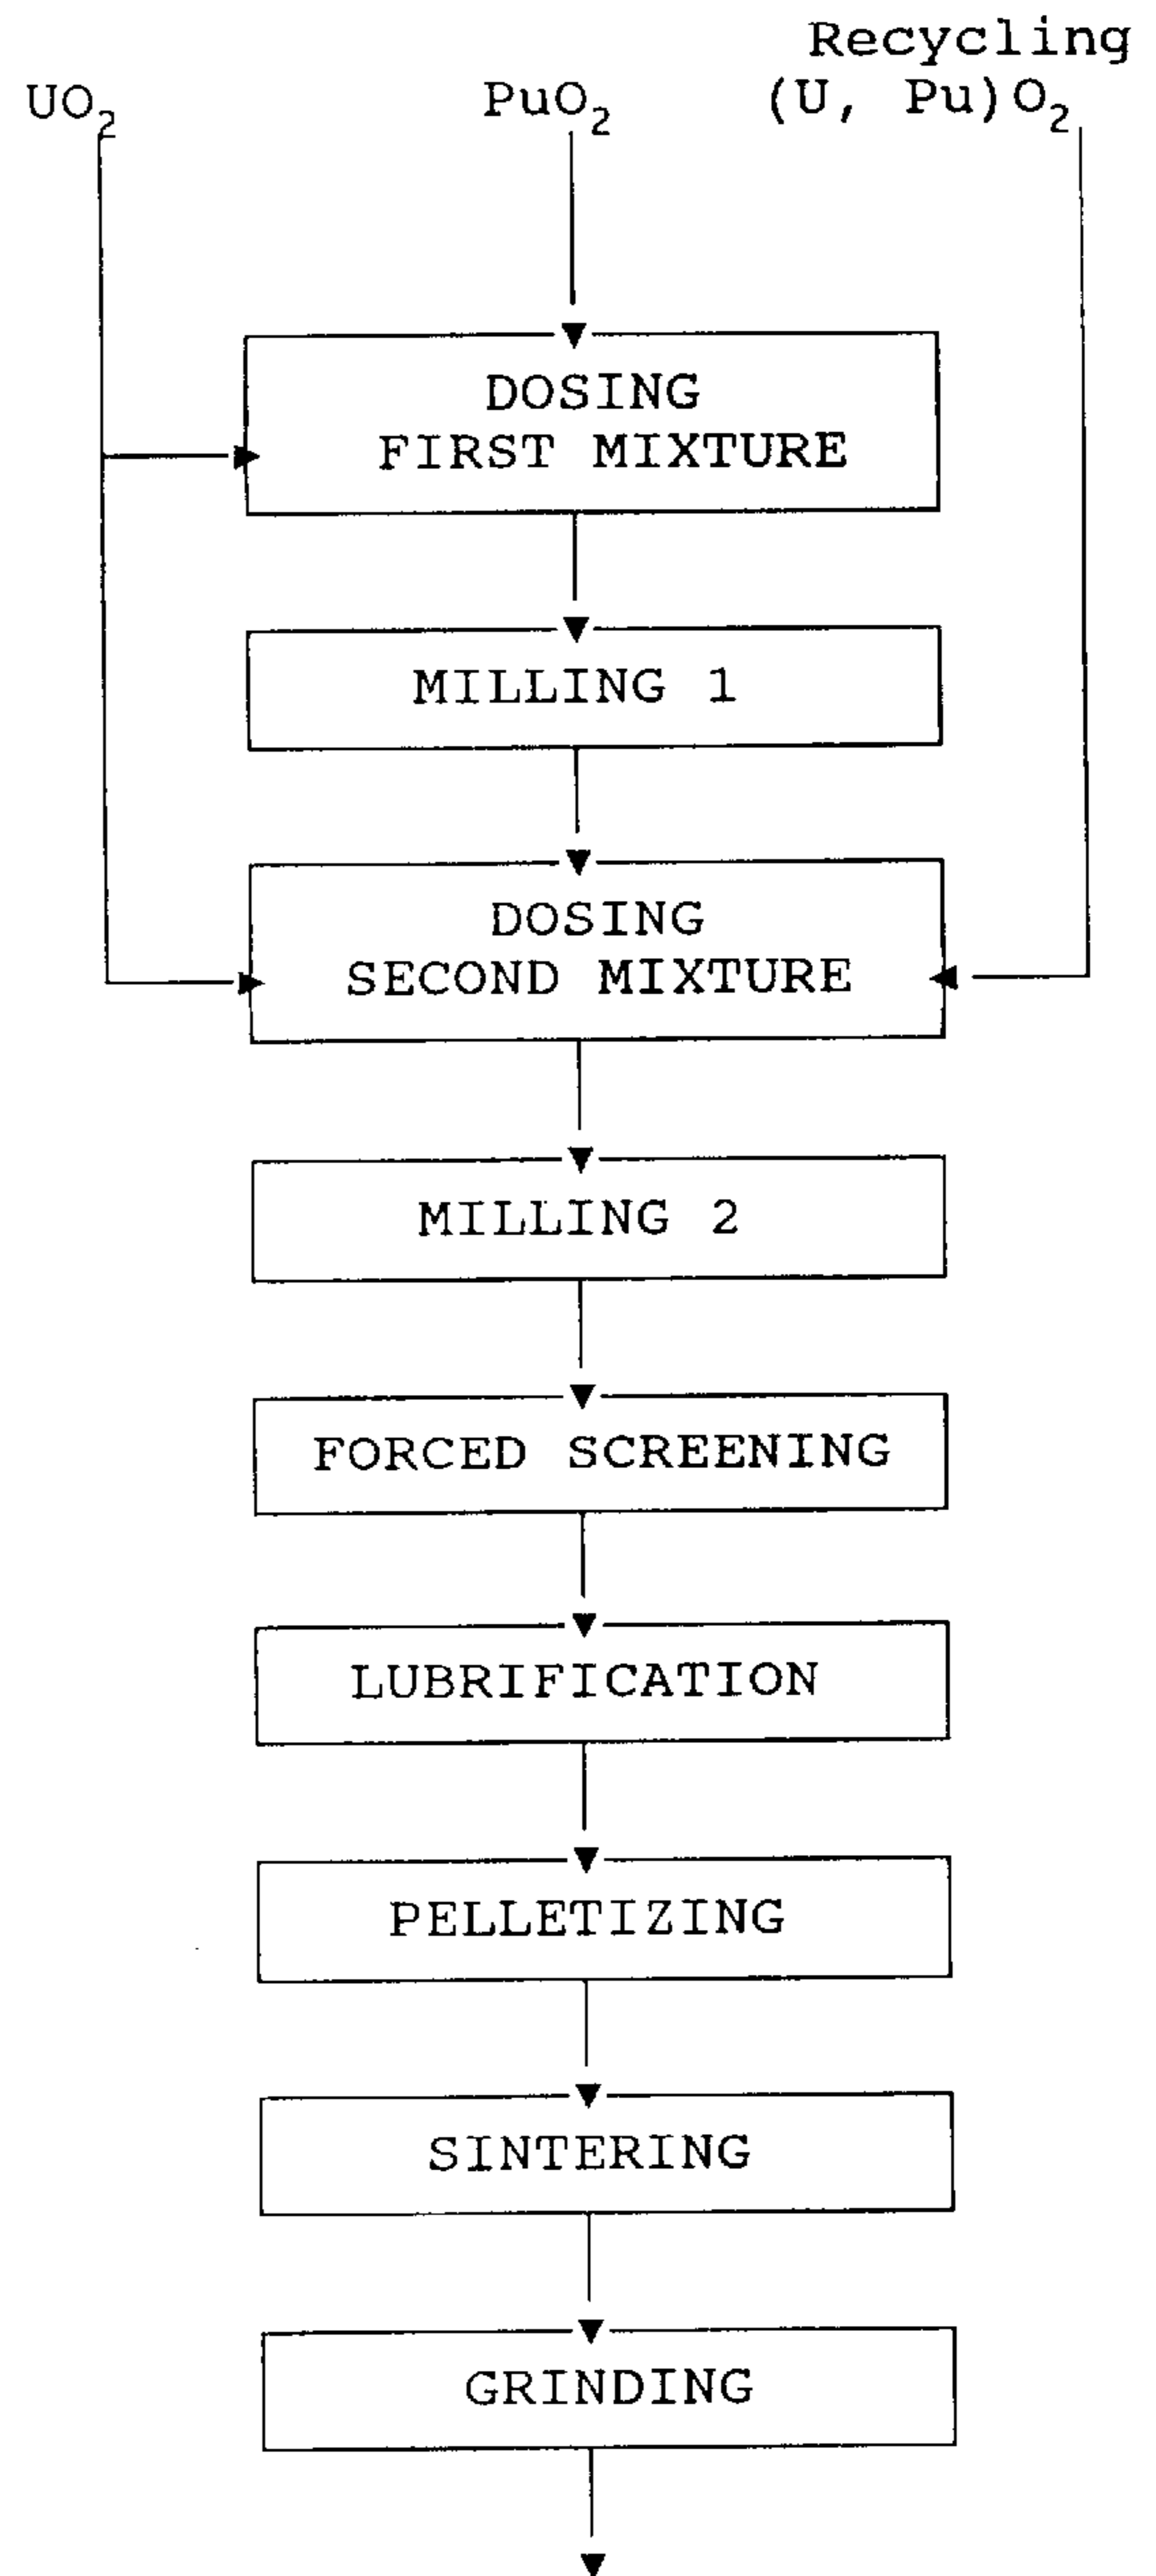 Recycling
UO₂
PuO₂
(U, Pu)O₂
DOSING
FIRST MIXTURE
MILLING 1
DOSING
SECOND MIXTURE
MILLING 2
FORCED SCREENING
LUBRIFICATION
PELLETIZING
SINTERING
GRINDING